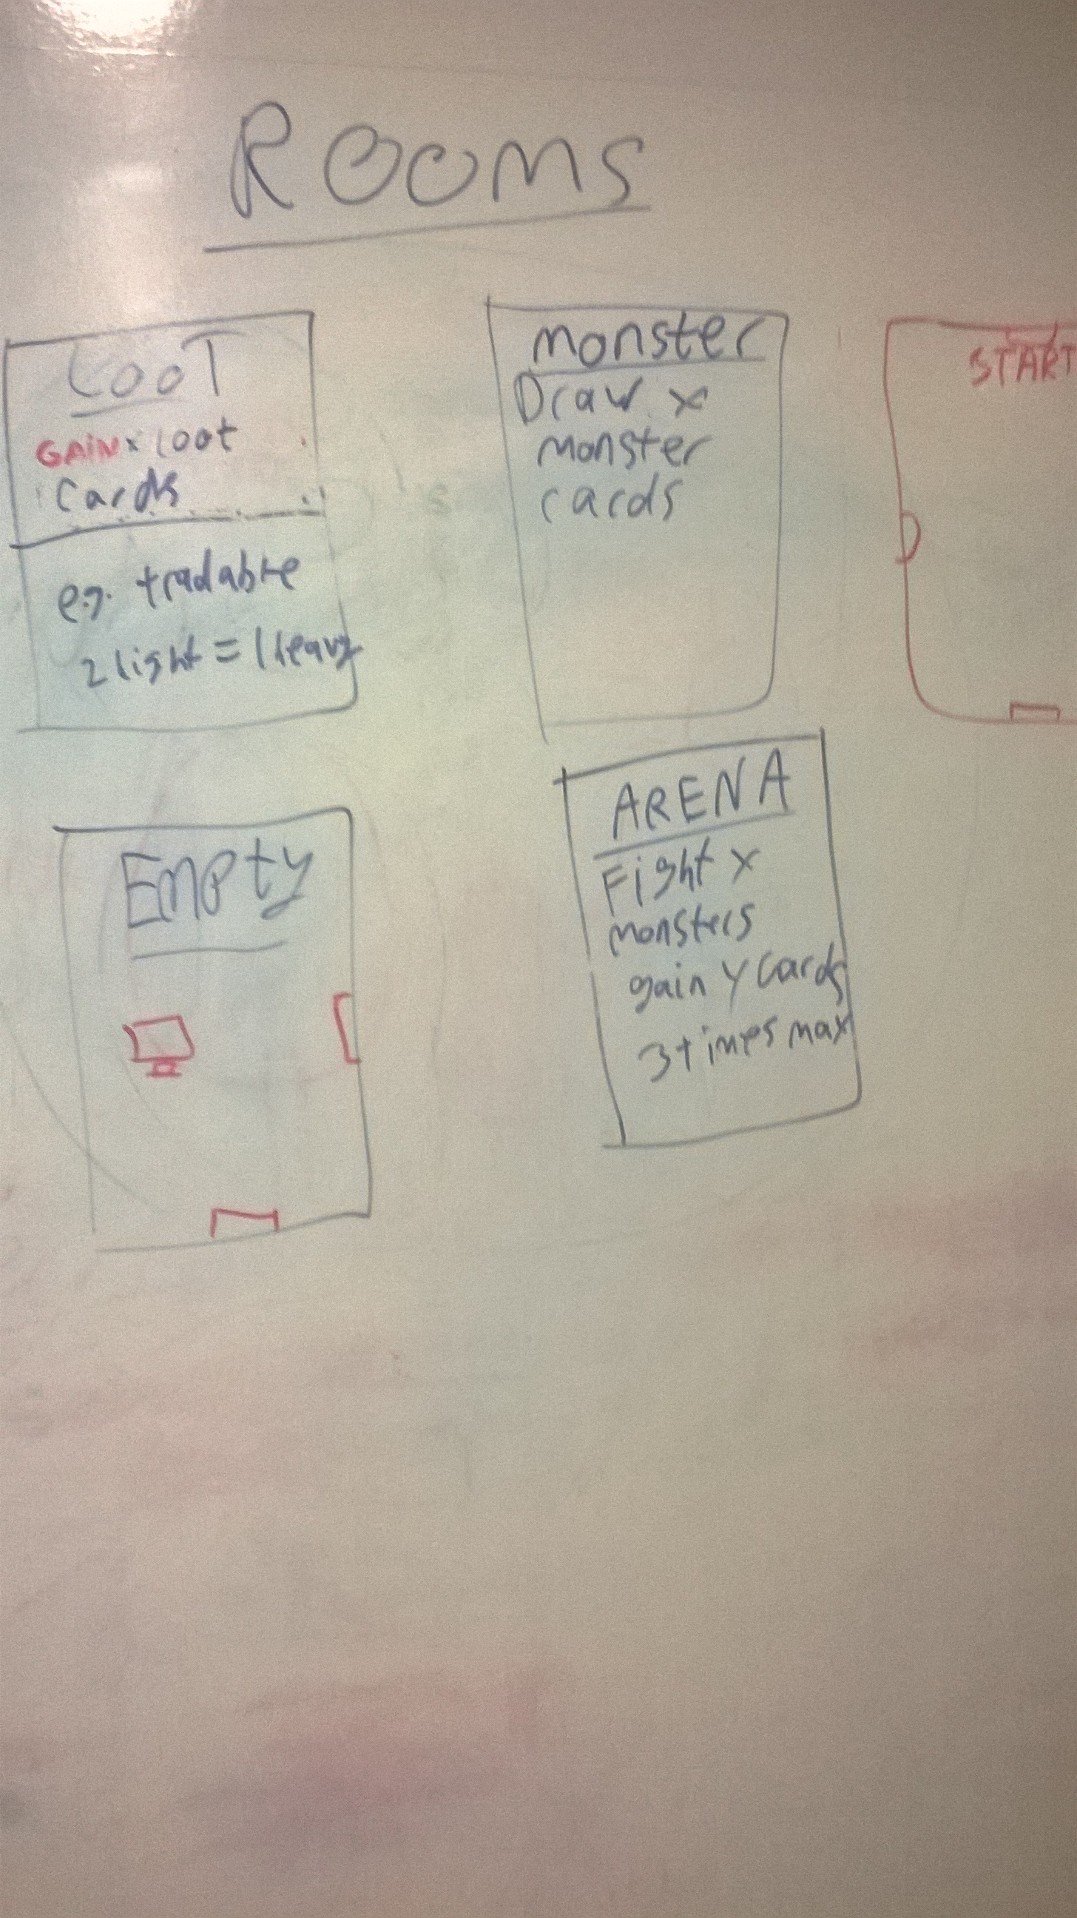 ROOMS
LOOT
GAIN x loot
Cards
e.g. tradable
2 light = 1 Heavy
monster
Draw x
monster
cards
START
Empty
ARENA
Fight x
monsters
gain Y cards
3 times max